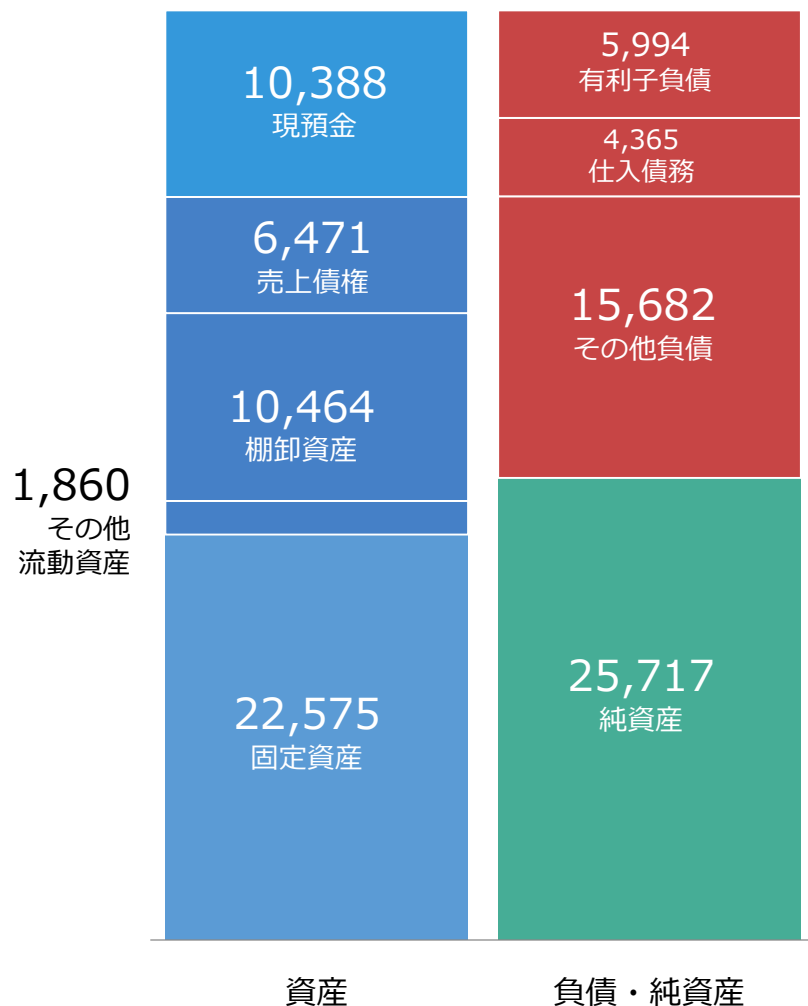 10,388
現預金
6,471
売上債権
10,464
棚卸資産
1,860
その他
流動資産
22,575
固定資産
資産
5,994
有利子負債
4,365
仕入債務
15,682
その他負債
25,717
純資産
負債・純資産